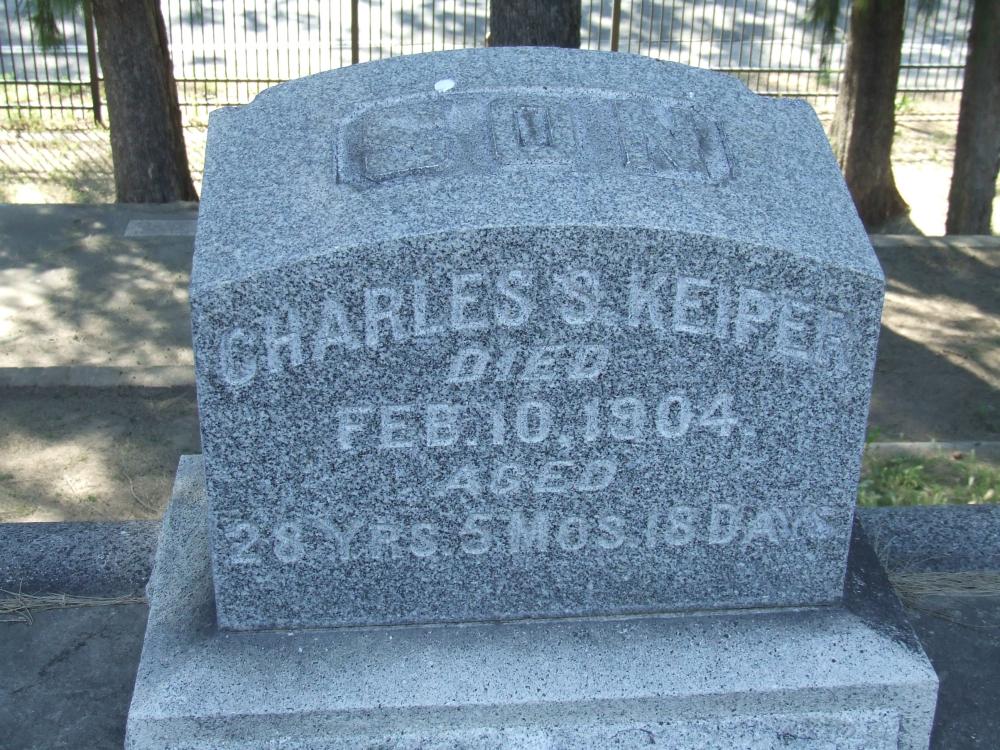 SON
CHARLES S. KEIPER
DIED
FEB. 10, 1904.
AGED
28 YRS. 5 MOS. 18 DAYS